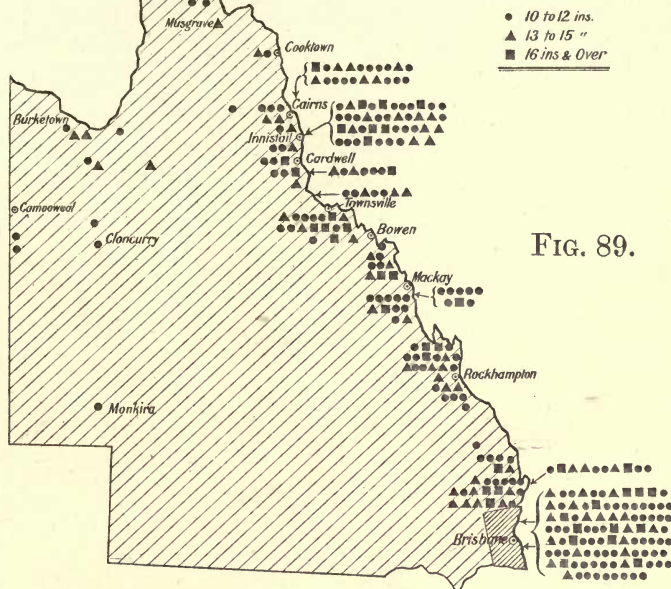 10 to 12 ins.
13 to 15 "
16 ins & Over
Musgrave
Cooktown
Cairns
Burketown
Innisfail
Cardwell
Camooweal
Townsville
Cloncurry
Bowen
FIG. 89.
Mackay
Rockhampton
Monkira
Brisbane